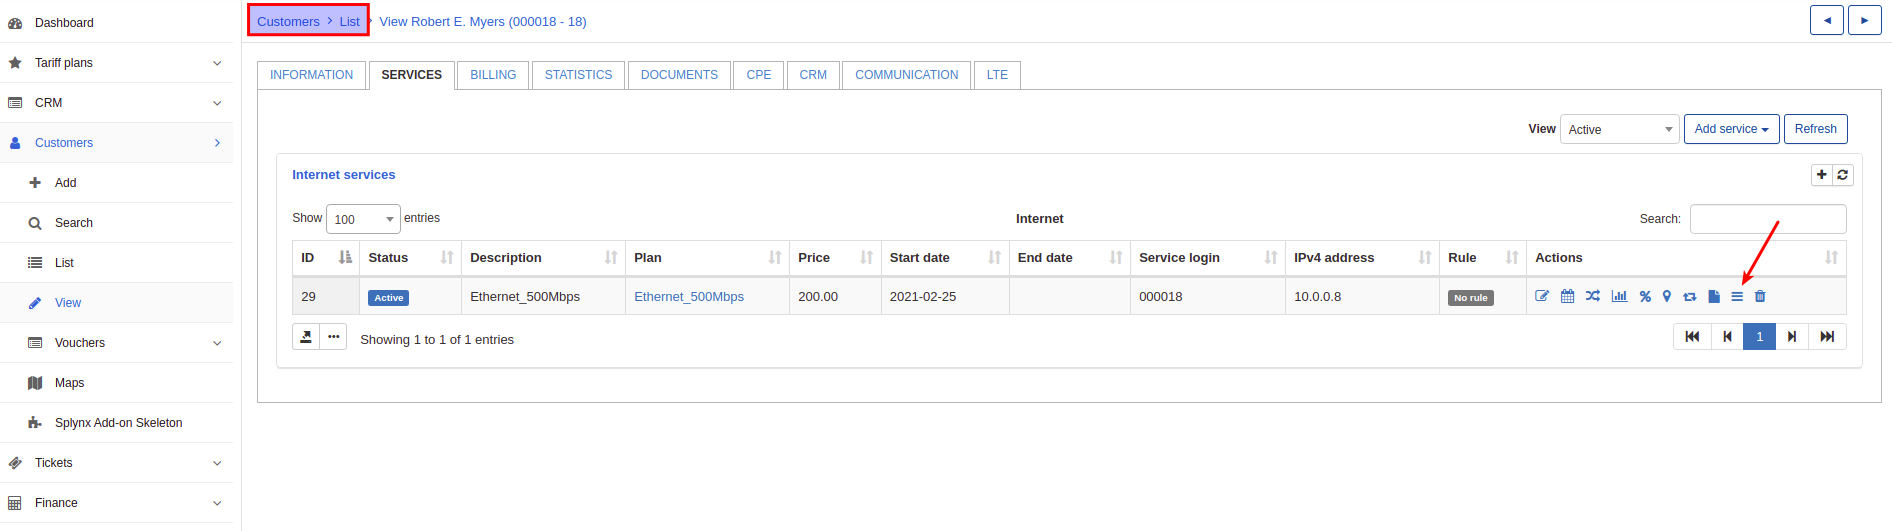 Dashboard
Tariff plans
CRM
Customers
Add
Search
List
View
Vouchers
Maps
Splynx Add-on Skeleton
Tickets
Finance
Customers > List > View Robert E. Myers (000018 - 18)
INFORMATION SERVICES BILLING STATISTICS DOCUMENTS CPE CRM COMMUNICATION LTE
View Active Add service Refresh
Internet services
Show 100 entries Internet Search:
ID Status Description Plan Price Start date End date Service login IPv4 address Rule Actions
29 Active Ethernet_500Mbps Ethernet_500Mbps 200.00 2021-02-25 000018 10.0.0.8 No rule
Showing 1 to 1 of 1 entries 1